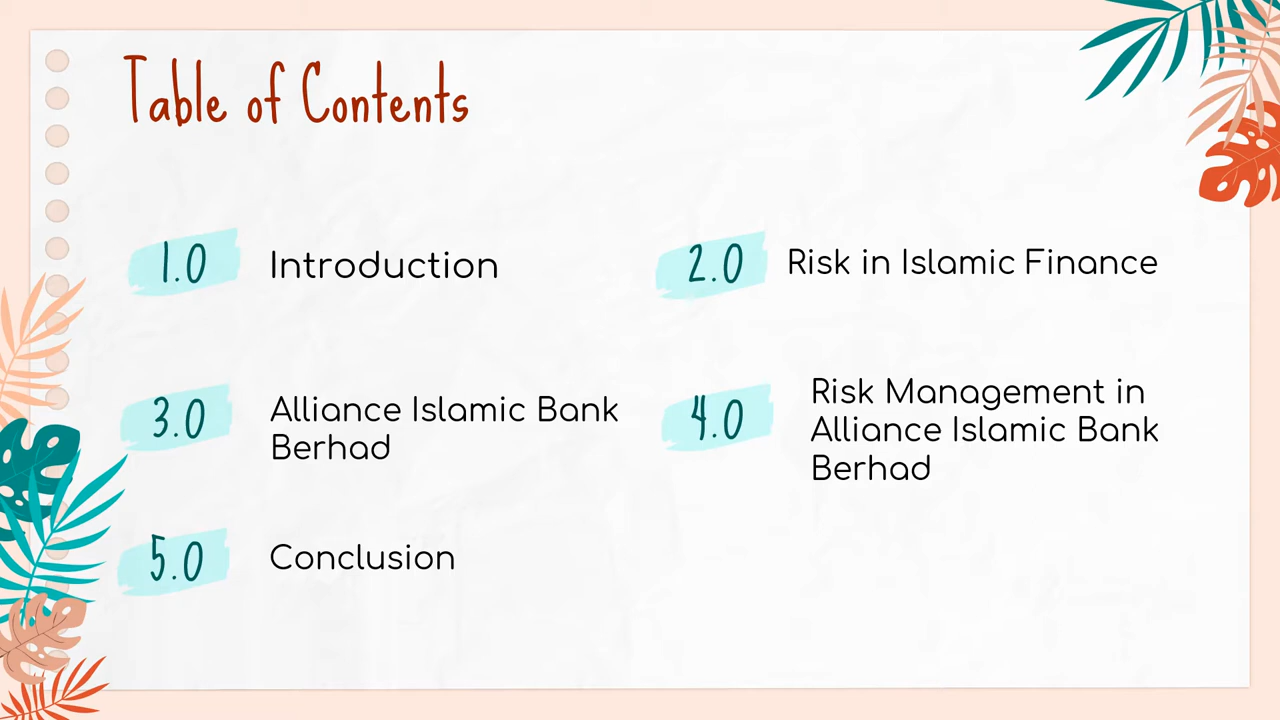 Table of Contents
1.0 Introduction
2.0 Risk in Islamic Finance
3.0 Alliance Islamic Bank
Berhad
4.0 Risk Management in
Alliance Islamic Bank
Berhad
5.0 Conclusion